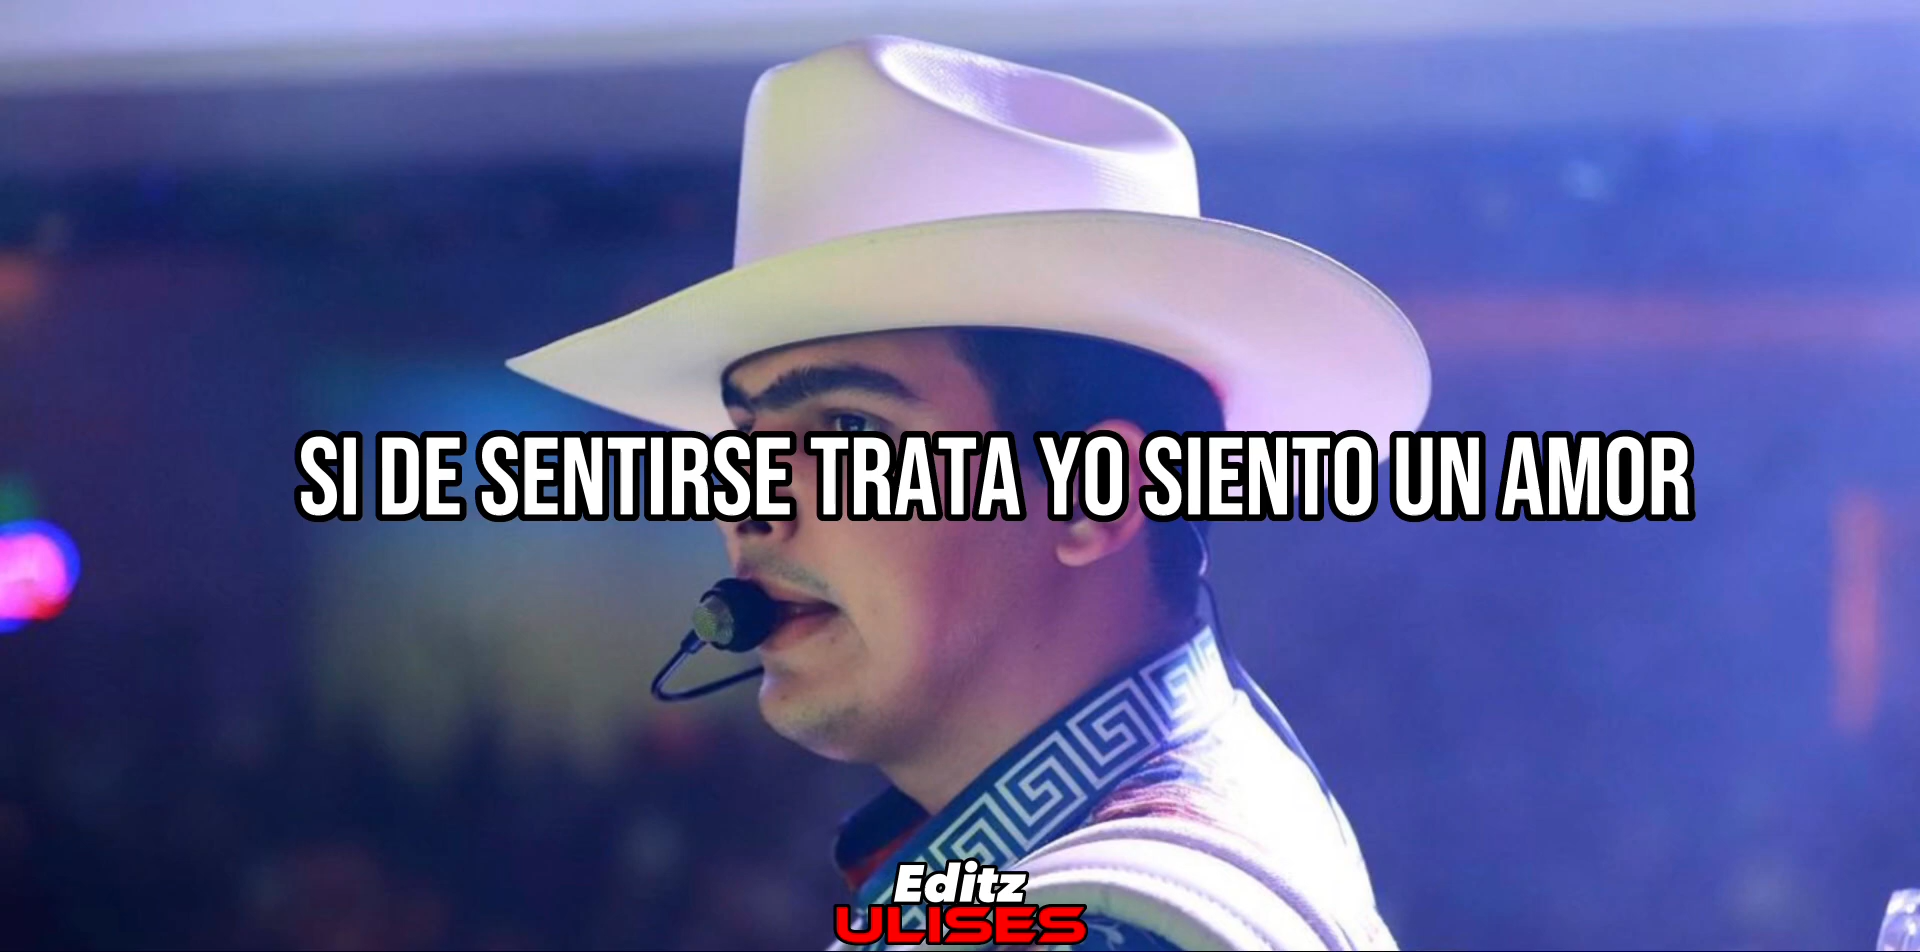 SI DE SENTIRSE TRATA YO SIENTO UN AMOR
Editz
ULISES